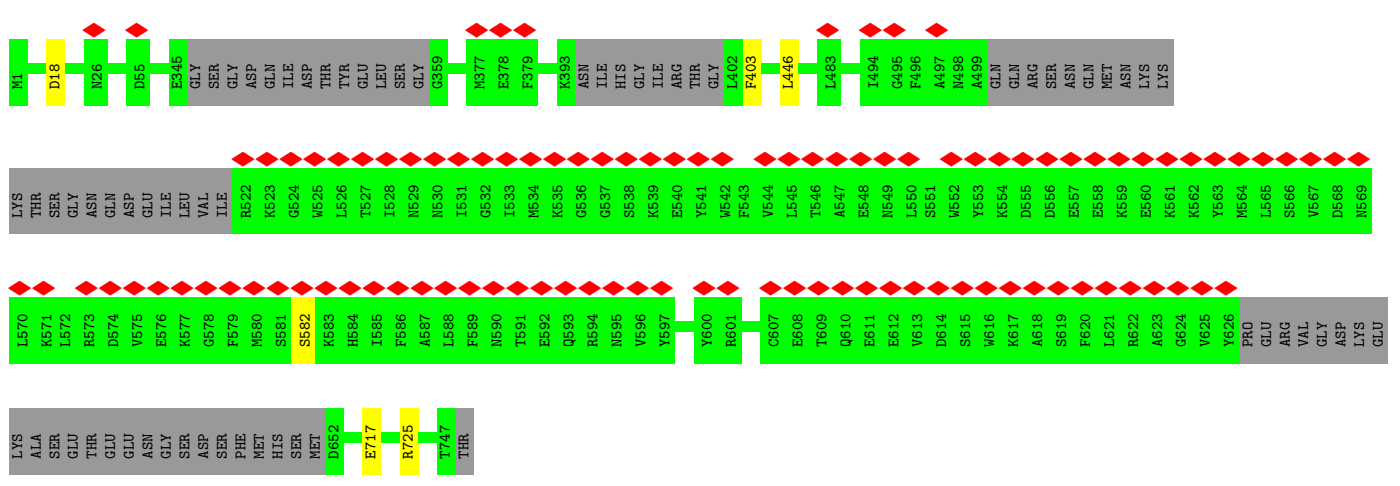 M1 D18 N26 D55 E345 GLY SER GLY ASP GLN ILE ASP THR TYR GLU LEU SER GLY G359 M377 E378 F379 K393 ASN ILE HIS GLY ILE ARG THR GLY L402 F403 L446 L483 I494 G495 F496 A497 N498 A499 GLN GLN ARG SER ASN GLN MET ASN LYS LYS
LYS THR SER GLY ASN GLN ASP GLU ILE LEU VAL ILE R522 K523 G524 W525 L526 T527 I528 N529 N530 I531 G532 I533 M534 K535 G536 G537 S538 K539 E540 Y541 W542 F543 V544 L545 T546 A547 E548 N549 L550 S551 W552 Y553 K554 D555 D556 E557 E558 K559 E560 K561 K562 Y563 M564 L565 S566 V567 D568 N569
L570 K571 L572 R573 D574 V575 E576 K577 G578 F579 M580 S581 S582 K583 H584 I585 F586 A587 L588 F589 N590 T591 E592 Q593 R594 N595 V596 Y597 Y600 R601 C607 E608 T609 Q610 E611 E612 V613 D614 S615 W616 K617 A618 S619 F620 L621 R622 A623 G624 V625 Y626 PRO GLU ARG VAL GLY ASP LYS GLU
LYS ALA SER GLU THR GLU GLU ASN GLY SER ASP SER PHE MET HIS SER MET D652 E717 R725 T747 THR